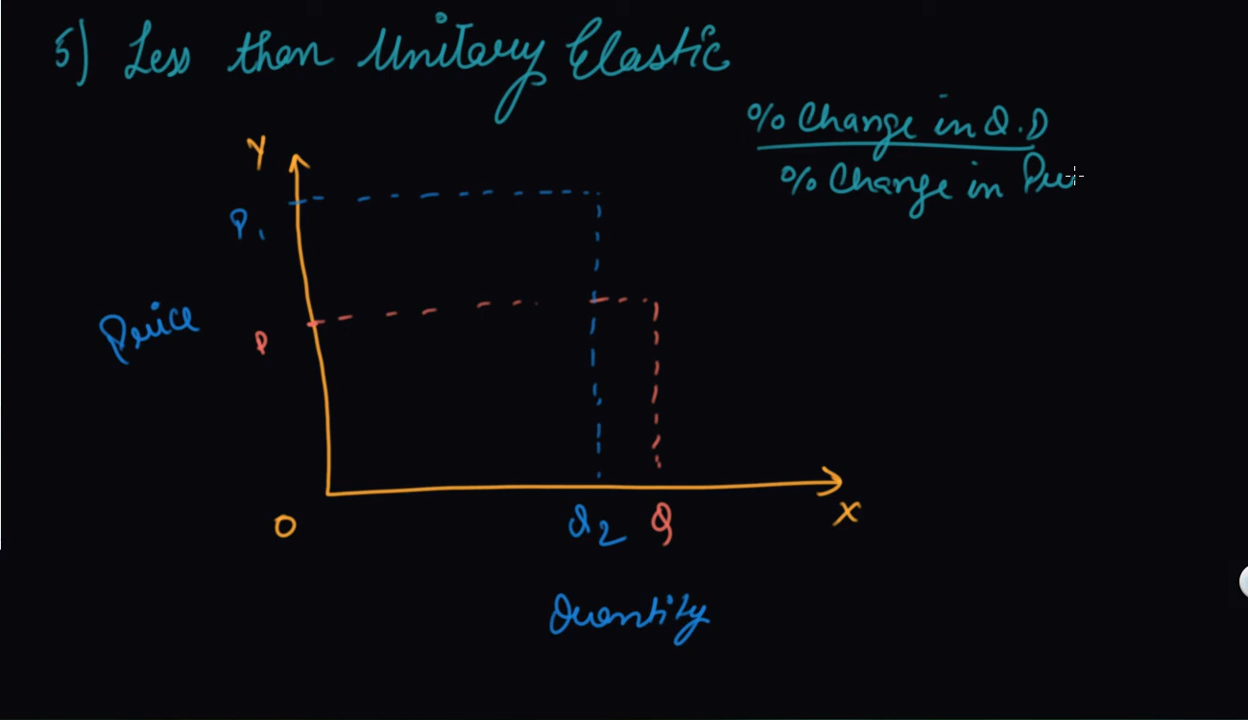 5) Less than Unitary Elastic
% Change in Q.D
% Change in Pri
Y
P1
Price
P
O
Q2
Q
X
Quantity